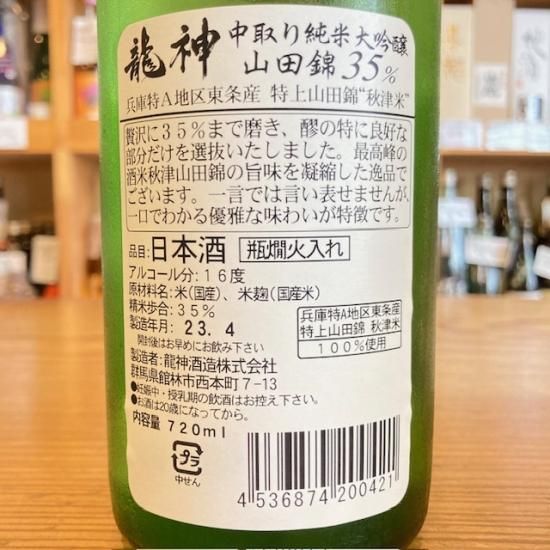 龍神 中取り純米大吟醸
山田錦35%
兵庫特A地区東条産 特上山田錦“秋津米”
贅沢に35%まで磨き、醪の特に良好な
部分だけを選抜いたしました。最高峰の
酒米秋津山田錦の旨味を凝縮した逸品で
ございます。一言では言い表せませんが、
一口でわかる優雅な味わいが特徴です。
品目:日本酒 瓶燗火入れ
アルコール分:16度
原材料名:米(国産)、米麹(国産米)
精米歩合:35%
製造年月: 23.4
兵庫特A地区東条産
特上山田錦 秋津米
100%使用
開封後はお早めにお飲み下さい
製造者:龍神酒造株式会社
群馬県館林市西本町7-13
●妊娠中・授乳期の飲酒はお控え下さい。
●お酒は20歳になってから。
内容量 720ml
プラ
中せん
4 536874 200421